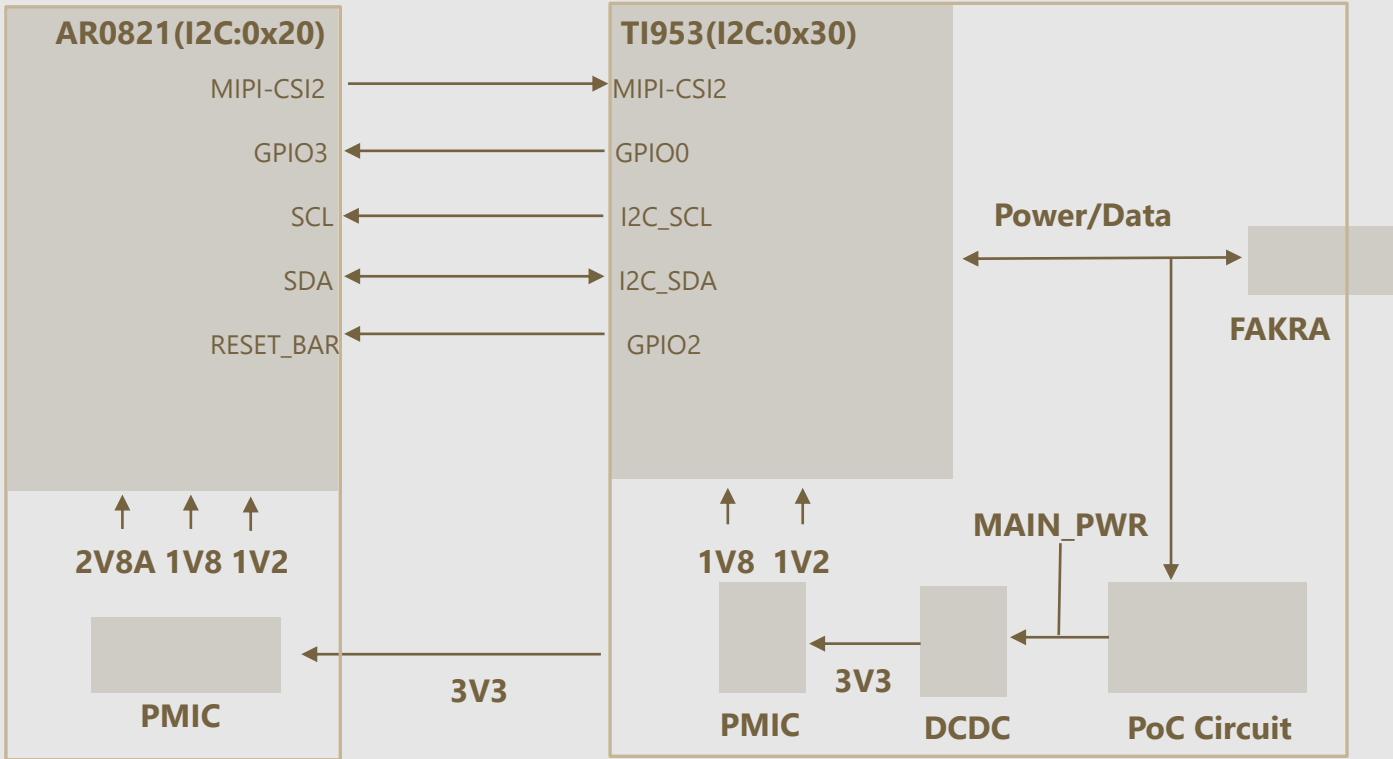 AR0821(I2C:0x20)
MIPI-CSI2
GPIO3
SCL
SDA
RESET_BAR
2V8A 1V8 1V2
PMIC
3V3
TI953(I2C:0x30)
MIPI-CSI2
GPIO0
I2C_SCL
I2C_SDA
GPIO2
1V8 1V2
PMIC
3V3
DCDC
MAIN_PWR
PoC Circuit
Power/Data
FAKRA